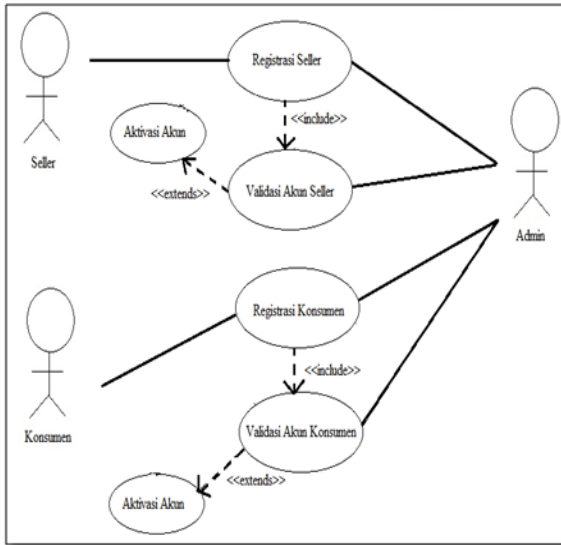 Registrasi Seller
<<include>>
Aktivasi Akun
Seller
<<extends>>
Validasi Akun Seller
Admin
Registrasi Konsumen
<<include>>
Konsumen
Validasi Akun Konsumen
<<extends>>
Aktivasi Akun